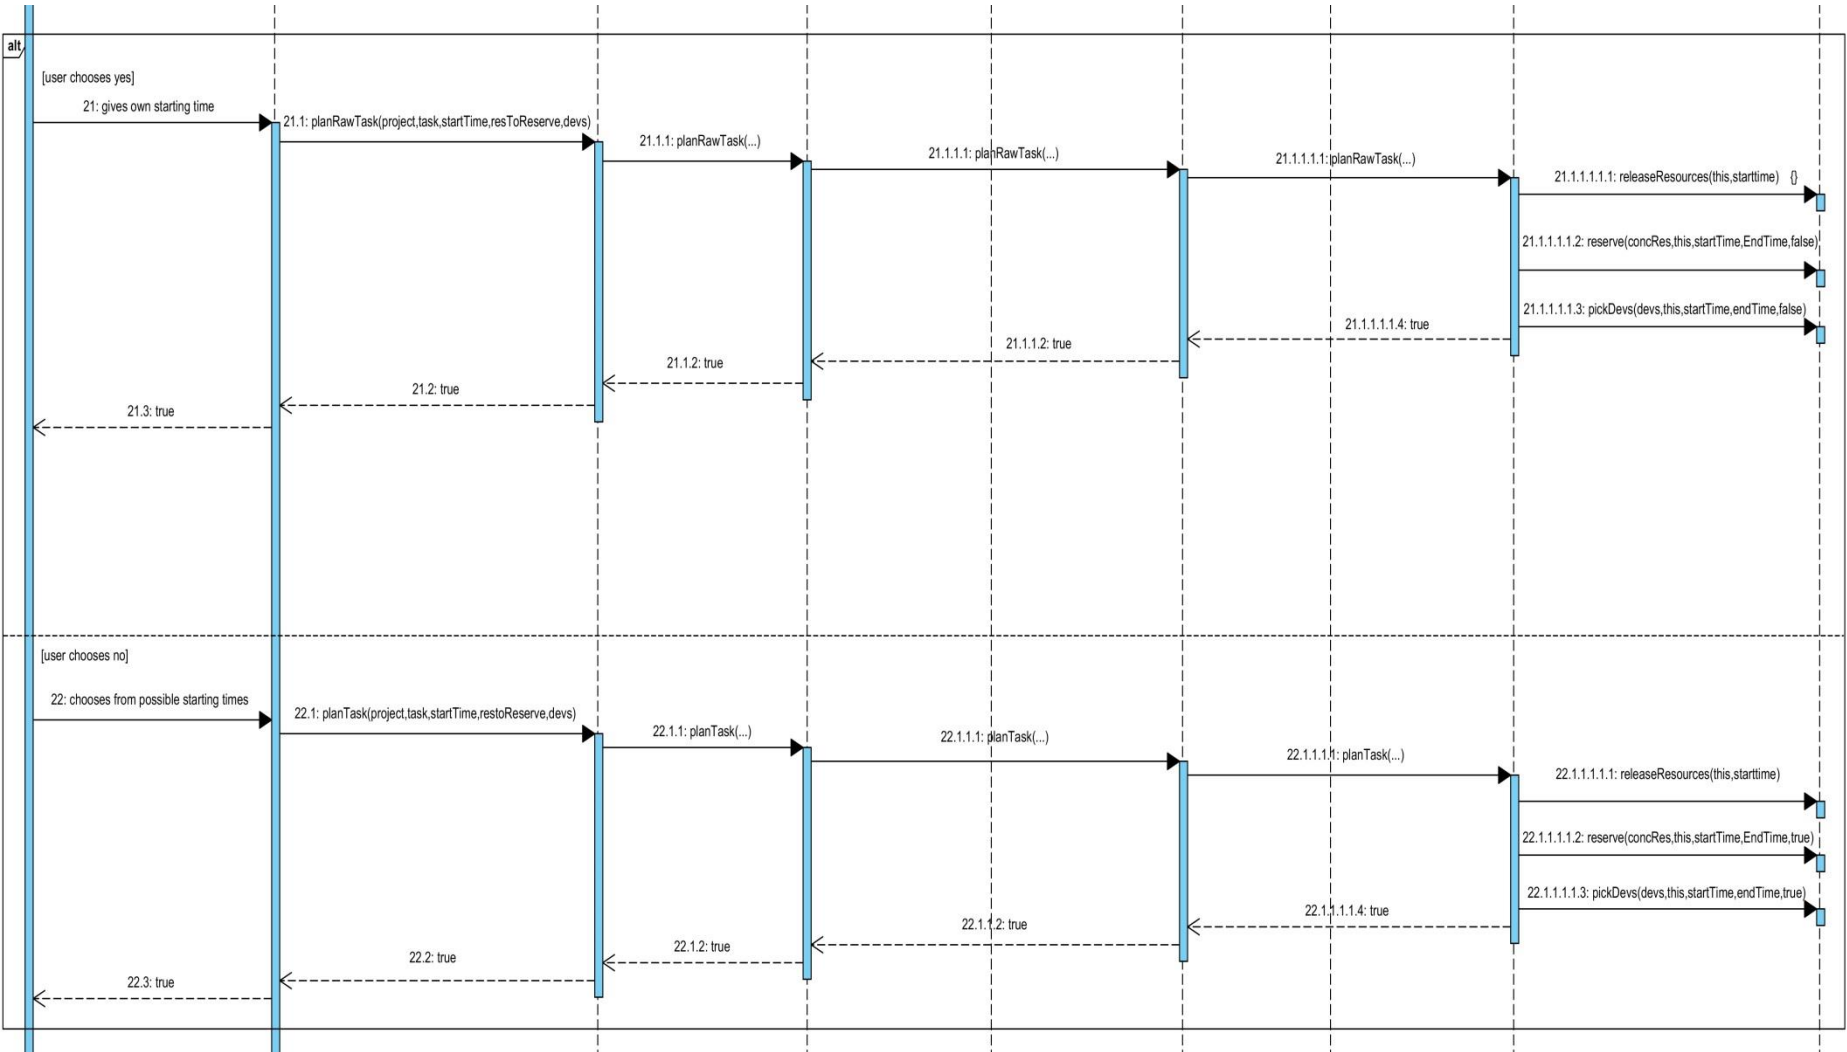 alt
[user chooses yes]
21: gives own starting time
21.1: planRawTask(project,task,startTime,resToReserve,devs)
21.1.1: planRawTask(...)
21.1.1.1: planRawTask(...)
21.1.1.1.1: planRawTask(...)
21.1.1.1.1.1: releaseResources(this,starttime) {}
21.1.1.1.1.2: reserve(concRes,this,startTime,EndTime,false)
21.1.1.1.1.3: pickDevs(devs,this,startTime,endTime,false)
21.1.1.1.1.4: true
21.1.1.2: true
21.1.2: true
21.2: true
21.3: true
[user chooses no]
22: chooses from possible starting times
22.1: planTask(project,task,startTime,restoReserve,devs)
22.1.1: planTask(...)
22.1.1.1: planTask(...)
22.1.1.1.1: planTask(...)
22.1.1.1.1.1: releaseResources(this,starttime)
22.1.1.1.1.2: reserve(concRes,this,startTime,EndTime,true)
22.1.1.1.1.3: pickDevs(devs,this,startTime,endTime,true)
22.1.1.1.1.4: true
22.1.1.2: true
22.1.2: true
22.2: true
22.3: true